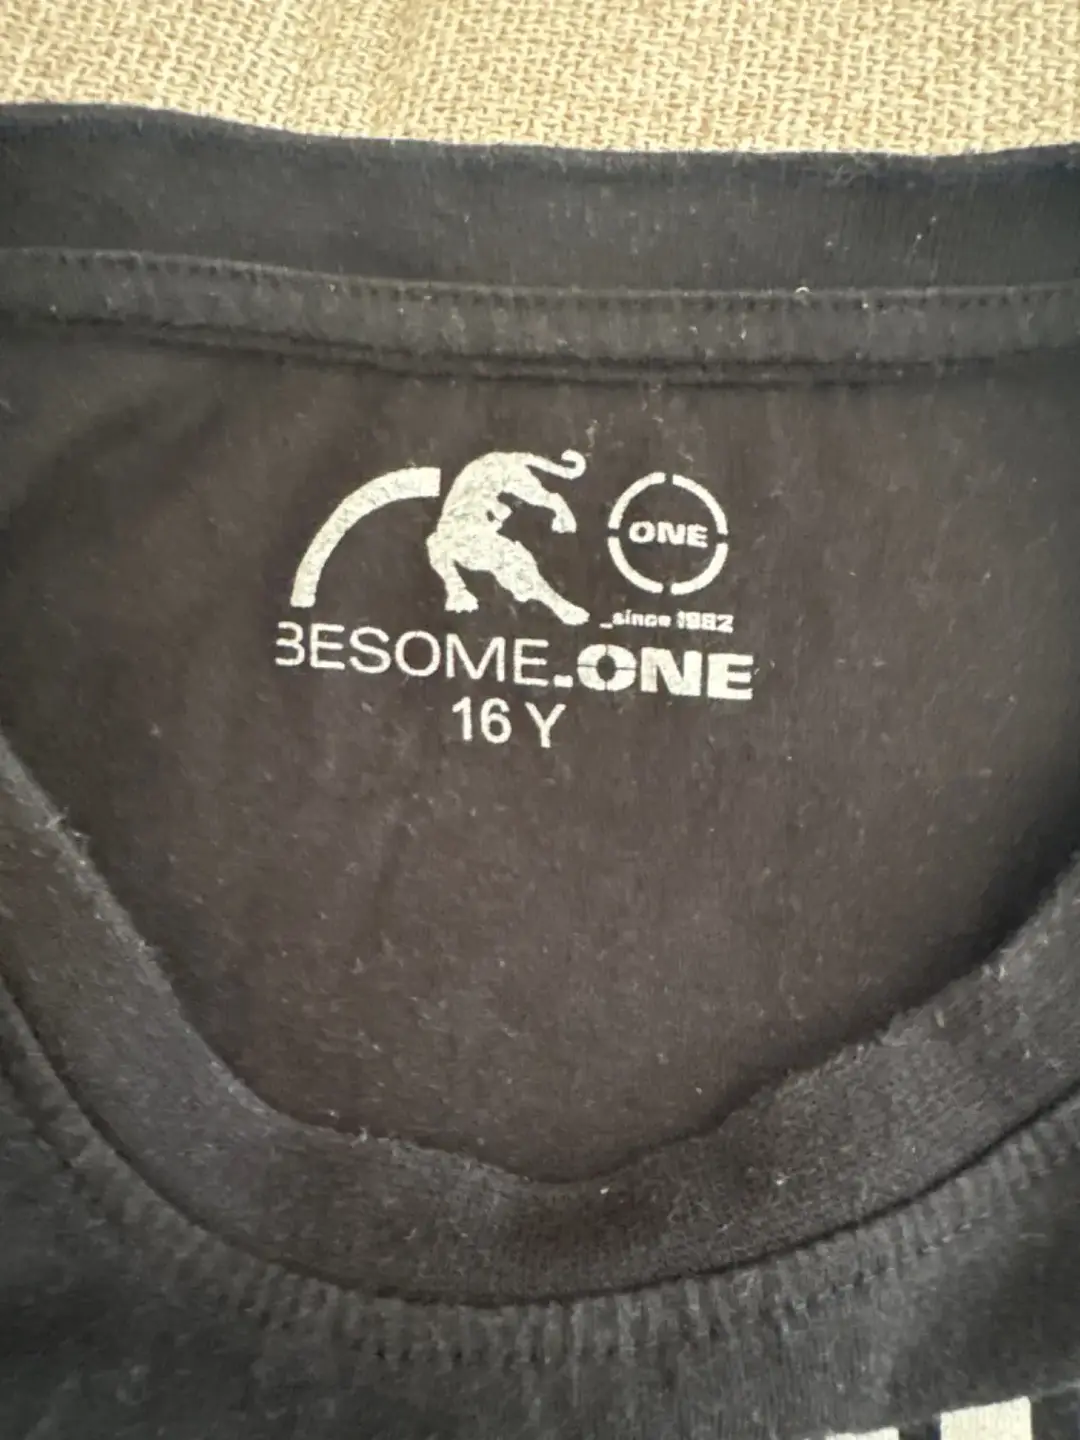 ONE
_since 1982
BESOME.ONE
16 Y